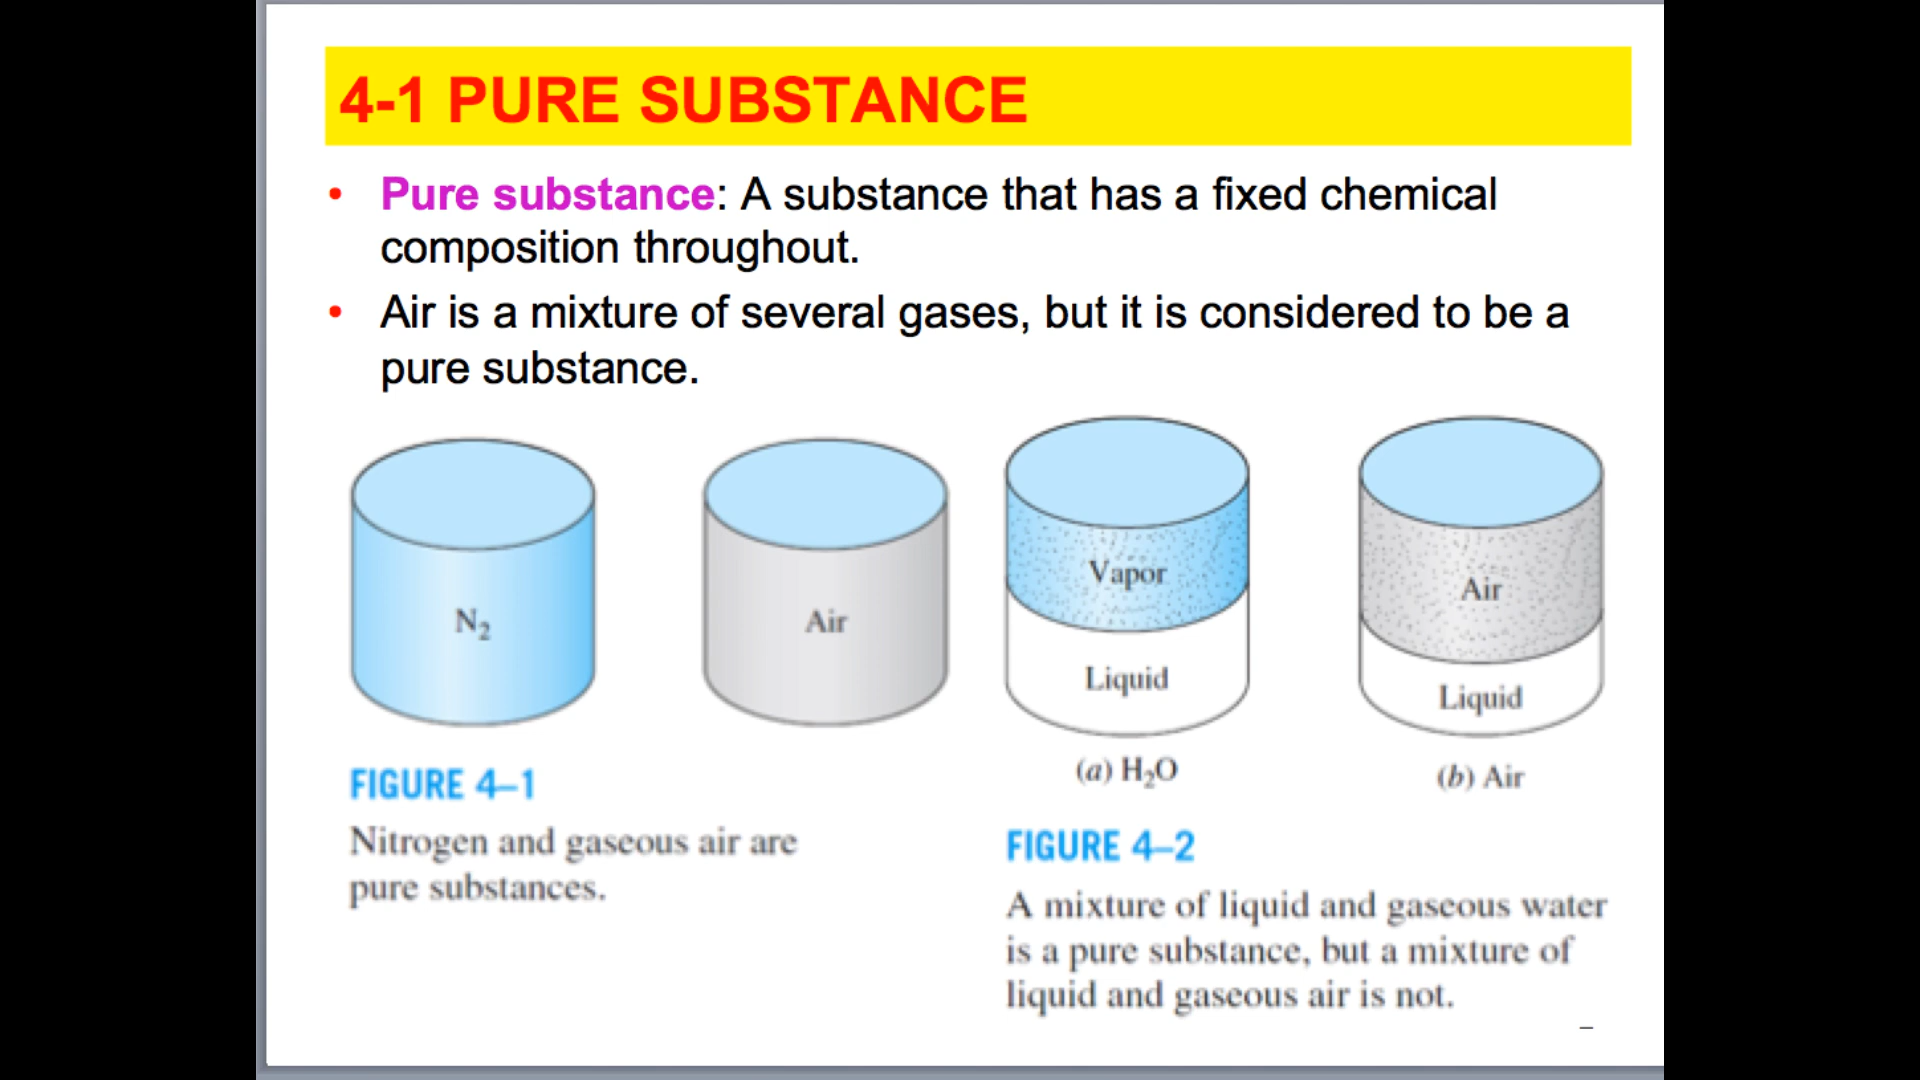 4-1 PURE SUBSTANCE
• Pure substance: A substance that has a fixed chemical
composition throughout.
• Air is a mixture of several gases, but it is considered to be a
pure substance.
N₂
Air
FIGURE 4–1
Nitrogen and gaseous air are
pure substances.
Vapor
Liquid
(a) H₂O
Air
Liquid
(b) Air
FIGURE 4–2
A mixture of liquid and gaseous water
is a pure substance, but a mixture of
liquid and gaseous air is not.